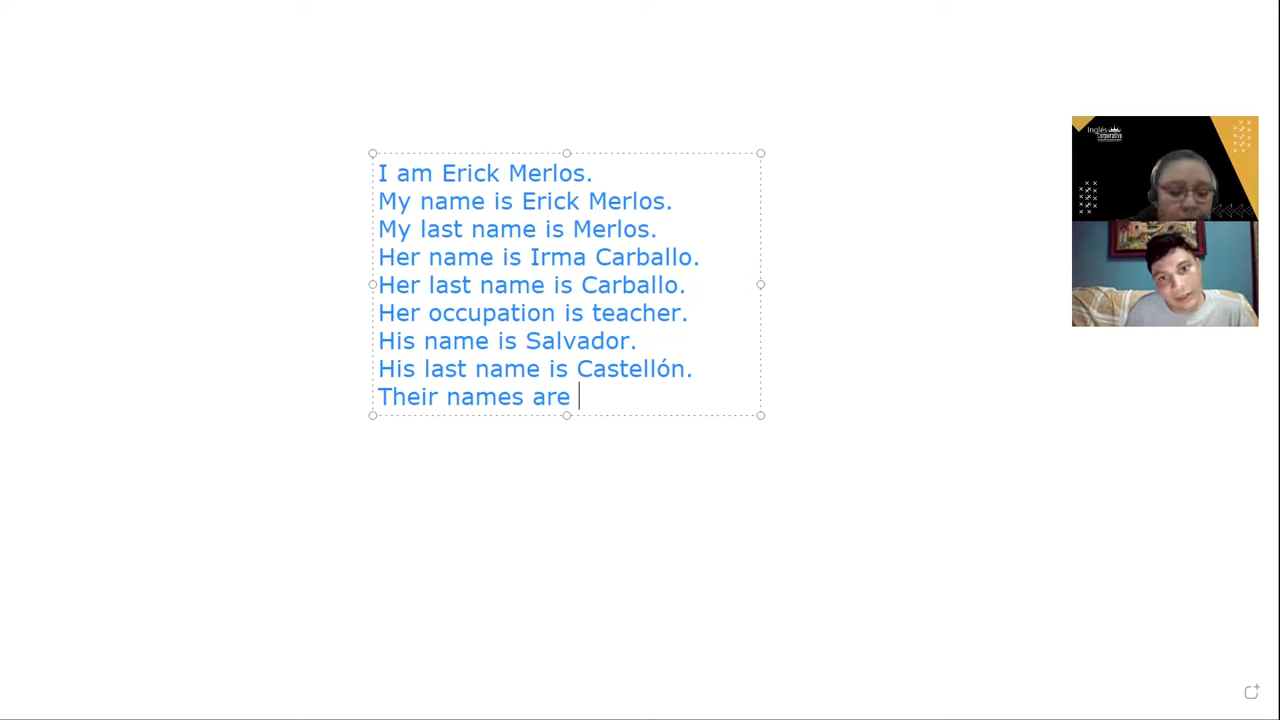 I am Erick Merlos.
My name is Erick Merlos.
My last name is Merlos.
Her name is Irma Carballo.
Her last name is Carballo.
Her occupation is teacher.
His name is Salvador.
His last name is Castellón.
Their names are
Inglés
Corporativo